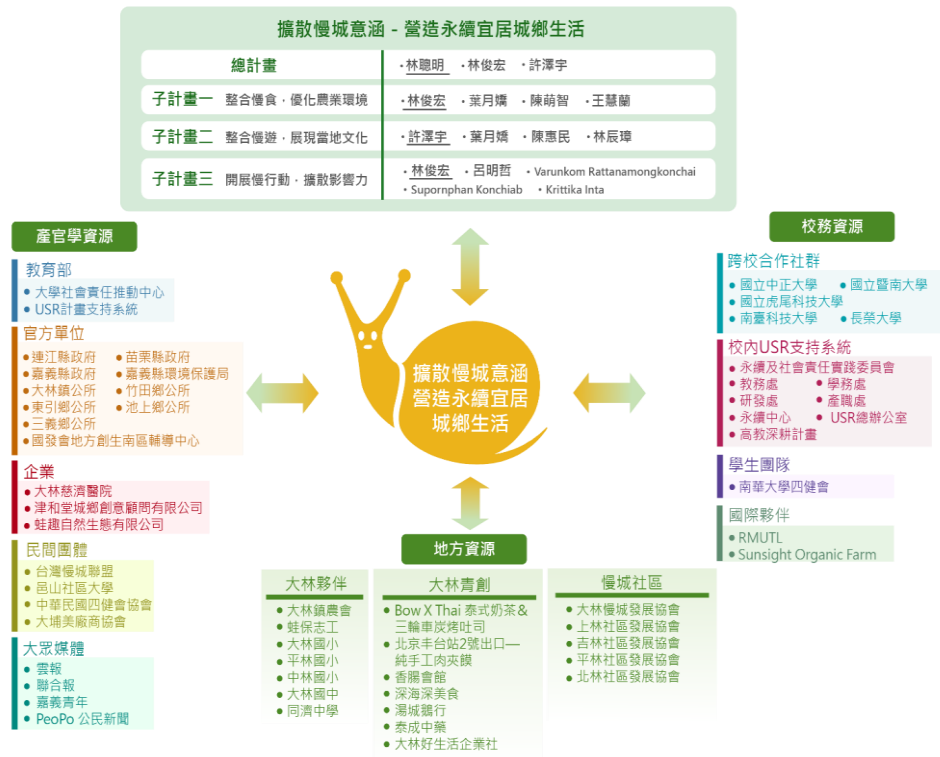 擴散慢城意涵 - 營造永續宜居城鄉生活
總計畫 ・林聰明 ・林俊宏 ・許澤宇
子計畫一 整合慢食・優化農業環境 ・林俊宏 ・葉月嬌 ・陳萌智 ・王慧蘭
子計畫二 整合慢遊・展現當地文化 ・許澤宇 ・葉月嬌 ・陳惠民 ・林辰璋
子計畫三 開展慢行動・擴散影響力 ・林俊宏 ・呂明哲 ・Varunkom Rattanamongkonchai
・Supornphan Konchiab ・Krittika Inta
產官學資源
教育部
● 大學社會責任推動中心
● USR計畫支持系統
官方單位
●連江縣政府 ●苗栗縣政府
●嘉義縣政府 ●嘉義縣環境保護局
●大林鎮公所 ●竹田鄉公所
●東引鄉公所 ●池上鄉公所
●三義鄉公所
●國發會地方創生南區輔導中心
企業
●大林慈濟醫院
●津和堂城鄉創意顧問有限公司
●蛙趣自然生態有限公司
民間團體
● 台灣慢城聯盟
● 邑山社區大學
● 中華民國四健會協會
● 大埔美廠商協會
大眾媒體
● 雲報
● 聯合報
● 嘉義青年
● PeoPo 公民新聞
擴散慢城意涵
營造永續宜居
城鄉生活
校務資源
跨校合作社群
●國立中正大學 ●國立暨南大學
●國立虎尾科技大學
●南臺科技大學 ●長榮大學
校內USR支持系統
●永續及社會責任實踐委員會
●教務處 ●學務處
●研發處 ●產職處
●永續中心 ● USR總辦公室
●高教深耕計畫
學生團隊
●南華大學四健會
國際夥伴
●RMUTL
●Sunsight Organic Farm
地方資源
大林夥伴
●大林鎮農會
●蛙保志工
●大林國小
●平林國小
●中林國小
●大林國中
●同濟中學
大林青創
● Bow X Thai 泰式奶茶&
三輪車炭烤吐司
● 北京丰台站2號出口—
純手工肉夾饃
● 香腸會館
● 深海深美食
● 湯城鵝行
● 泰成中藥
● 大林好生活企業社
慢城社區
● 大林慢城發展協會
● 上林社區發展協會
● 吉林社區發展協會
● 平林社區發展協會
● 北林社區發展協會